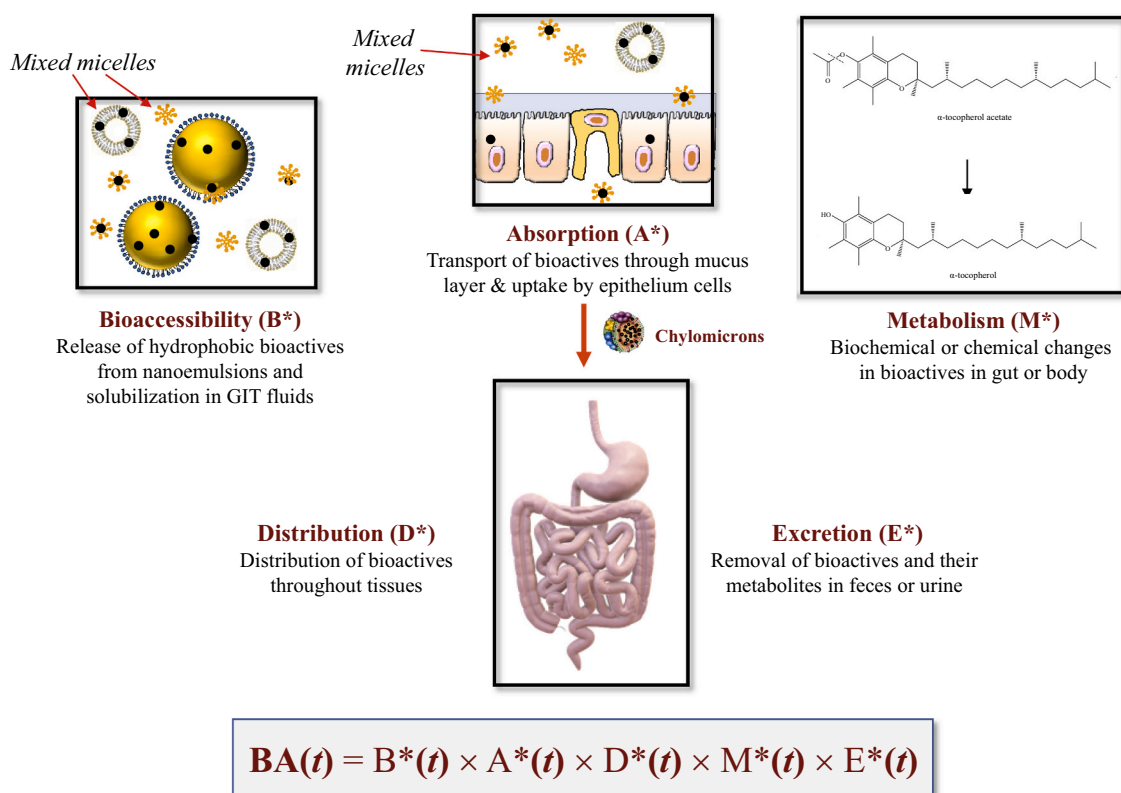 Mixed micelles
Bioaccessibility (B*)
Release of hydrophobic bioactives
from nanoemulsions and
solubilization in GIT fluids
Mixed
micelles
Absorption (A*)
Transport of bioactives through mucus
layer & uptake by epithelium cells
Chylomicrons
O
O
O
α-tocopherol acetate
HO
O
α-tocopherol
Metabolism (M*)
Biochemical or chemical changes
in bioactives in gut or body
Distribution (D*)
Distribution of bioactives
throughout tissues
Excretion (E*)
Removal of bioactives and their
metabolites in feces or urine
BA(t) = B*(t) × A*(t) × D*(t) × M*(t) × E*(t)